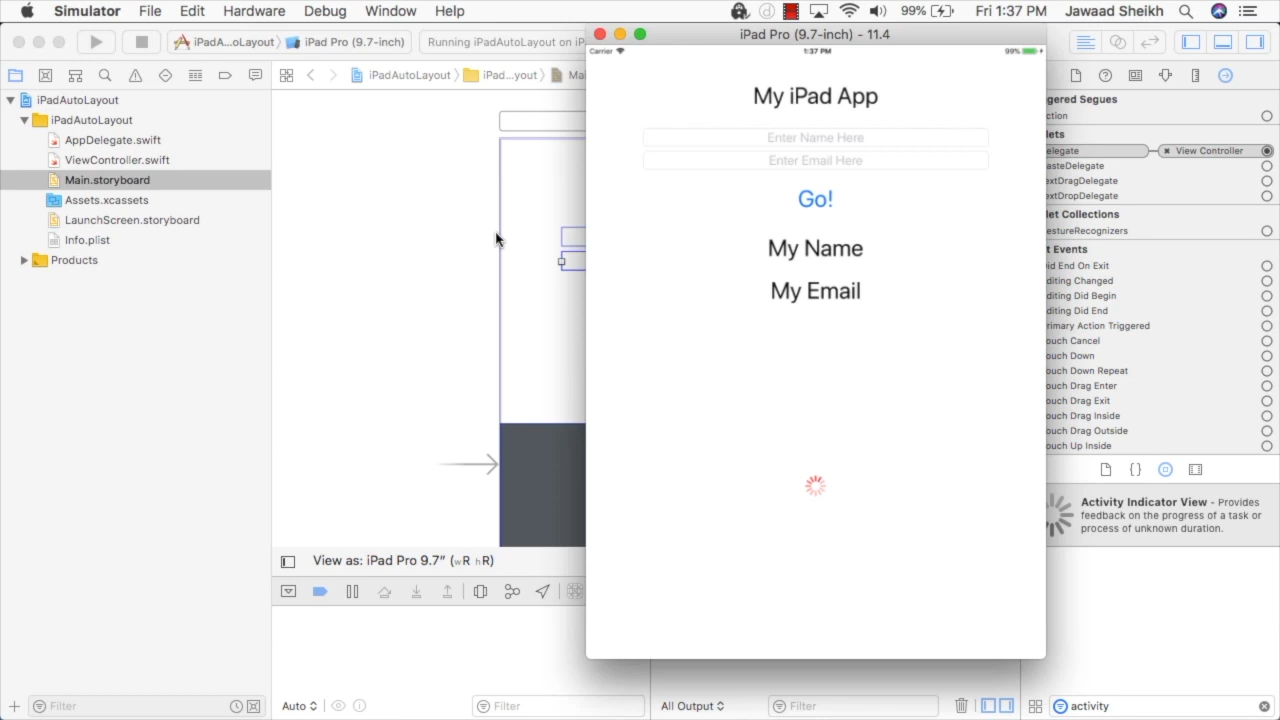 Simulator File Edit Hardware Debug Window Help 99% Fri 1:37 PM Jawaad Sheikh
iPadA...oLayout iPad Pro (9.7-inch) Running iPadAutoLayout on iP
iPad Pro (9.7-inch) - 11.4
iPadAutoLayout iPad...yout Ma
Carrier 1:37 PM 99%
iPadAutoLayout
iPadAutoLayout
AppDelegate.swift
ViewController.swift
Main.storyboard
Assets.xcassets
LaunchScreen.storyboard
Info.plist
Products
Filter
My iPad App
Enter Name Here
Enter Email Here
Go!
My Name
My Email
View as: iPad Pro 9.7" (wR hR)
Auto
Filter
All Output
Filter
gered Segues
ction
lets
elegate View Controller
asteDelegate
extDragDelegate
extDropDelegate
let Collections
estureRecognizers
t Events
id End On Exit
diting Changed
diting Did Begin
diting Did End
rimary Action Triggered
ouch Cancel
ouch Down
ouch Down Repeat
ouch Drag Enter
ouch Drag Exit
ouch Drag Inside
ouch Drag Outside
ouch Up Inside
{}
Activity Indicator View - Provides
feedback on the progress of a task or
process of unknown duration.
activity